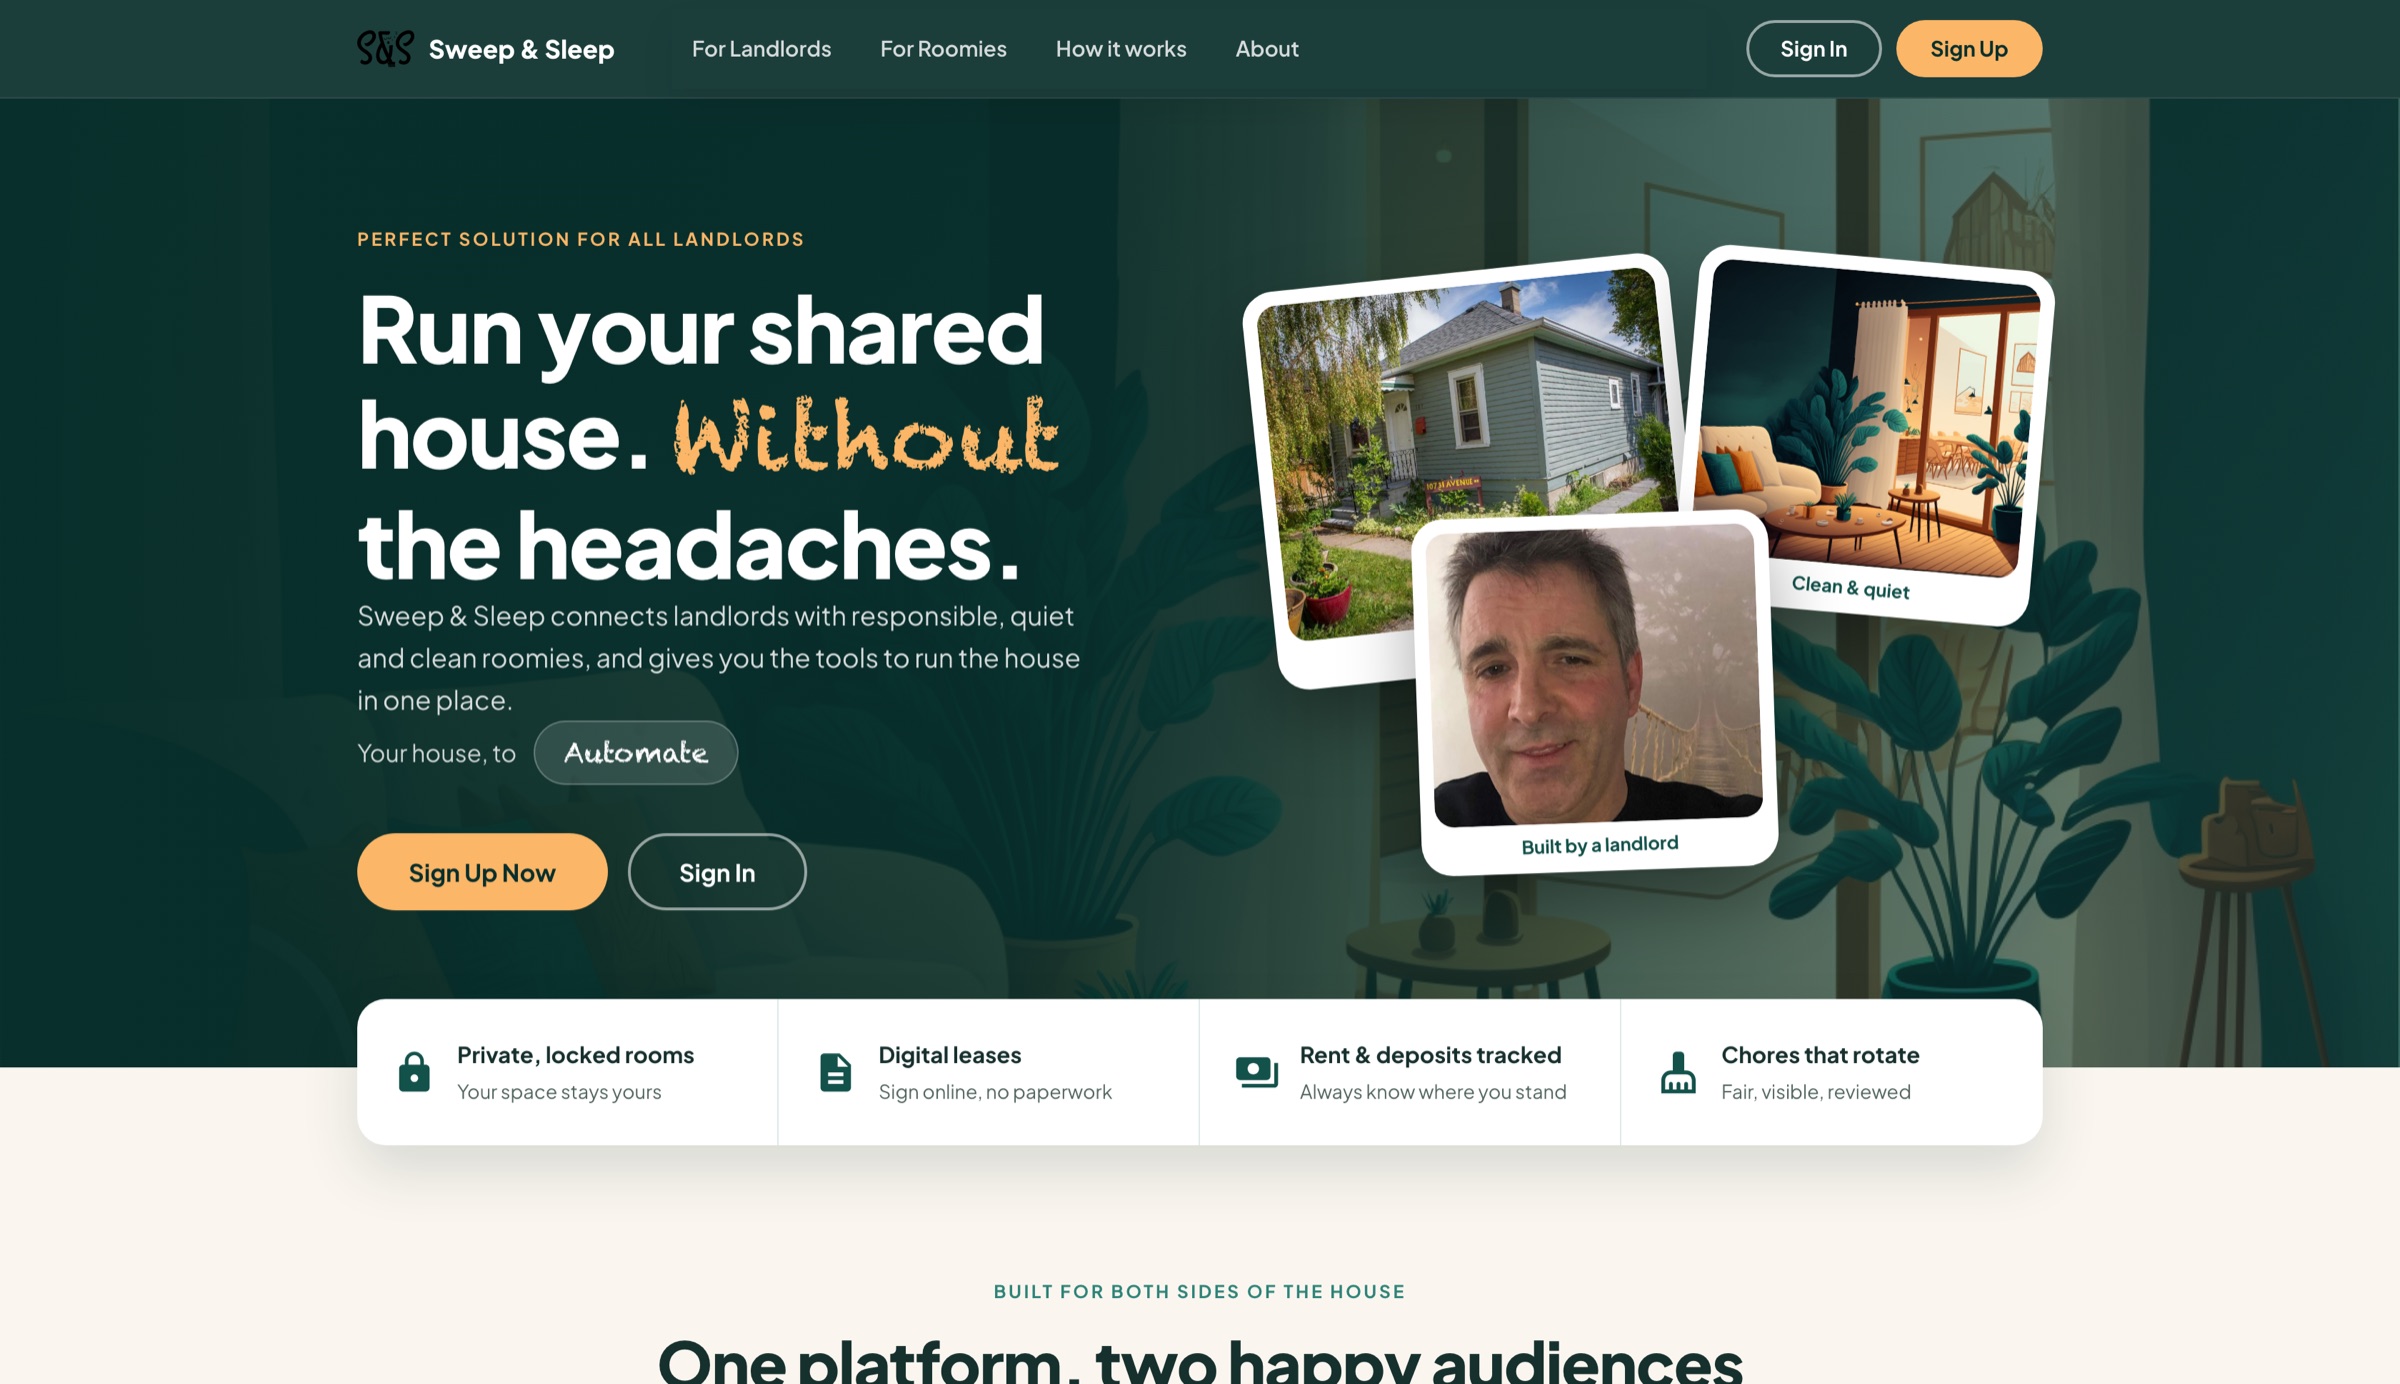 S&S Sweep & Sleep For Landlords For Roomies How it works About Sign In Sign Up
PERFECT SOLUTION FOR ALL LANDLORDS
Run your shared
house. Without
the headaches.
Sweep & Sleep connects landlords with responsible, quiet
and clean roomies, and gives you the tools to run the house
in one place.
Your house, to Automate
Sign Up Now Sign In
Clean & quiet
Built by a landlord
Private, locked rooms
Your space stays yours
Digital leases
Sign online, no paperwork
Rent & deposits tracked
Always know where you stand
Chores that rotate
Fair, visible, reviewed
BUILT FOR BOTH SIDES OF THE HOUSE
One platform, two happy audiences